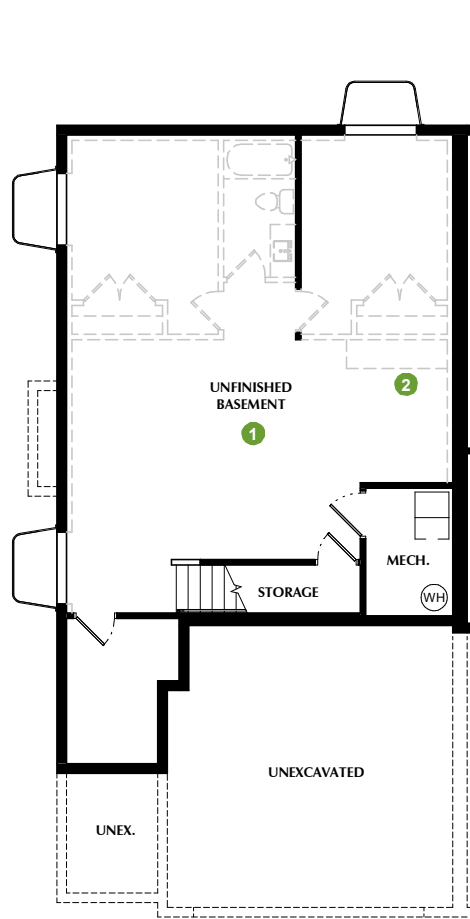 2
UNFINISHED
BASEMENT
1
MECH.
STORAGE
WH
UNEXCAVATED
UNEX.